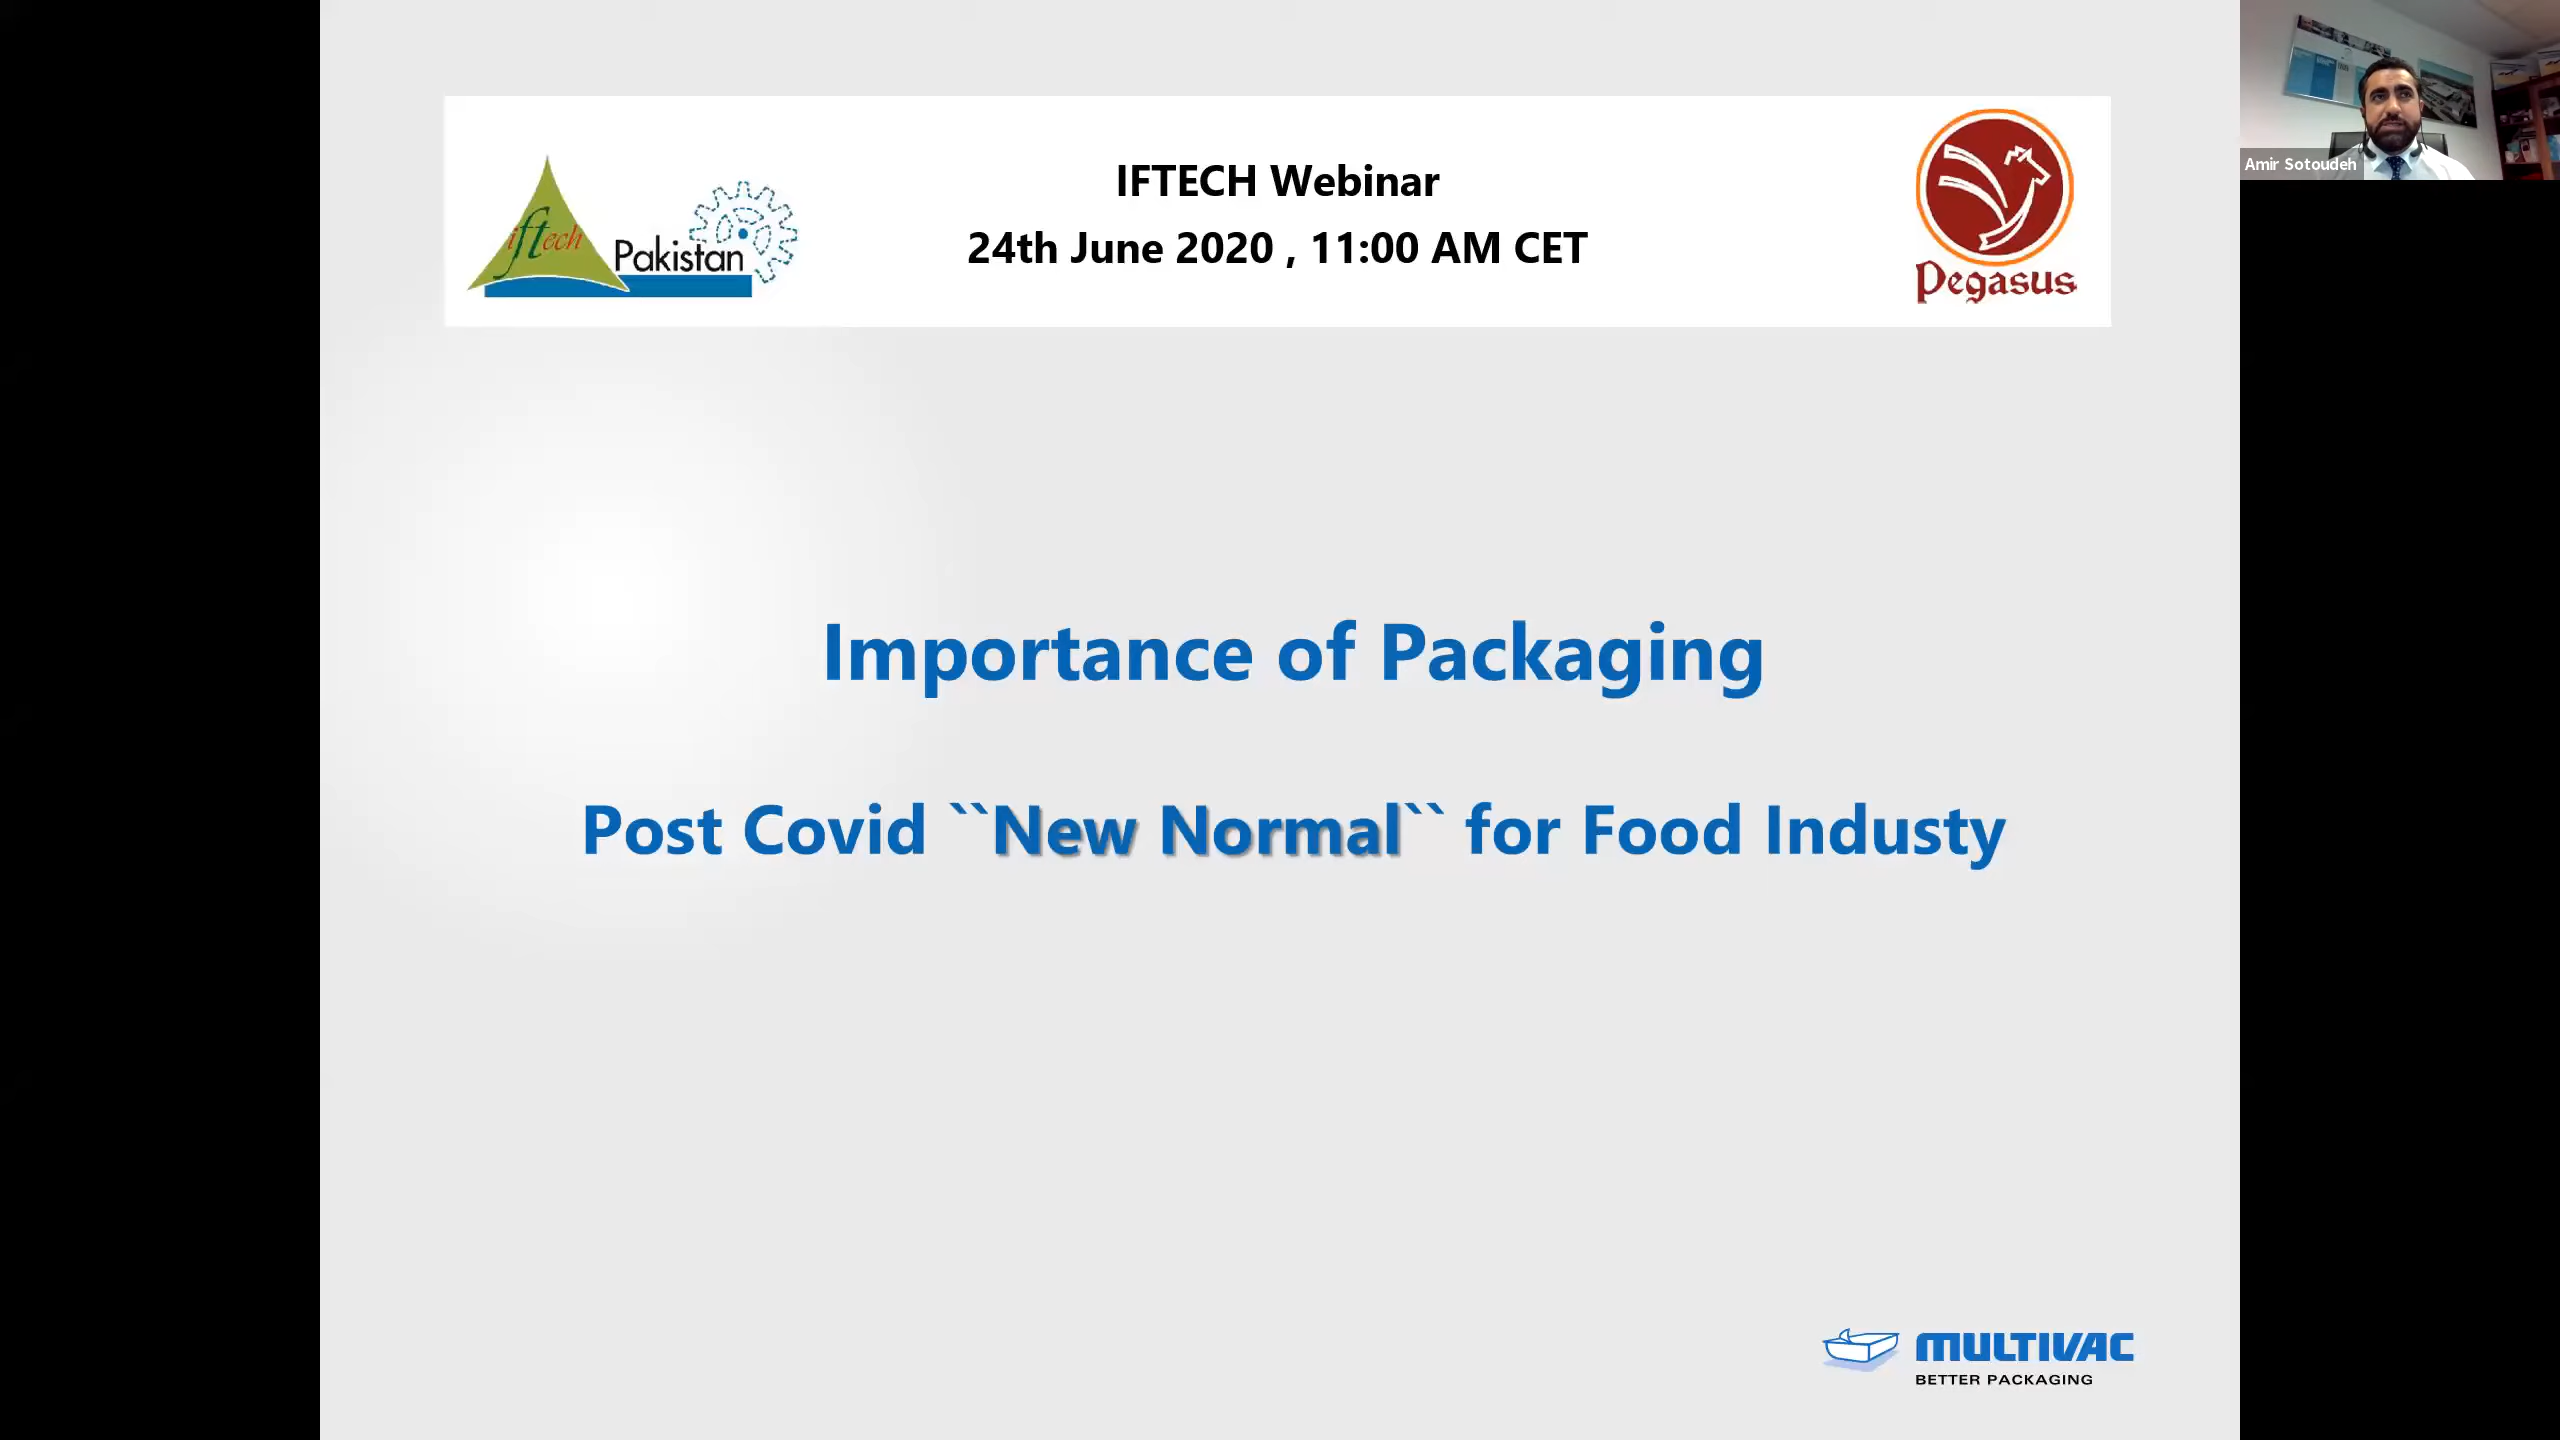 IFTECH Webinar
24th June 2020 , 11:00 AM CET
iftech
Pakistan
Pegasus
Amir Sotoudeh
Importance of Packaging
Post Covid ``New Normal`` for Food Industy
MULTIVAC
BETTER PACKAGING